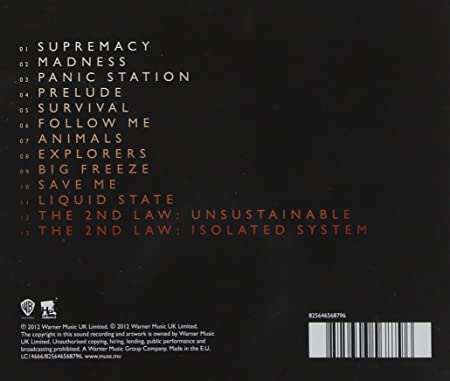 01 SUPREMACY
02 MADNESS
03 PANIC STATION
04 PRELUDE
05 SURVIVAL
06 FOLLOW ME
07 ANIMALS
08 EXPLORERS
09 BIG FREEZE
10 SAVE ME
11 LIQUID STATE
12 THE 2ND LAW: UNSUSTAINABLE
13 THE 2ND LAW: ISOLATED SYSTEM
825646568796
℗ 2012 Warner Music UK Limited. © 2012 Warner Music UK Limited.
The copyright in this sound recording and artwork is owned by Warner Music
UK Limited. Unauthorised copying, hiring, lending, public performance and
broadcasting prohibited. A Warner Music Group Company. Made in the E.U.
LC14666/825646568796 www.muse.mu